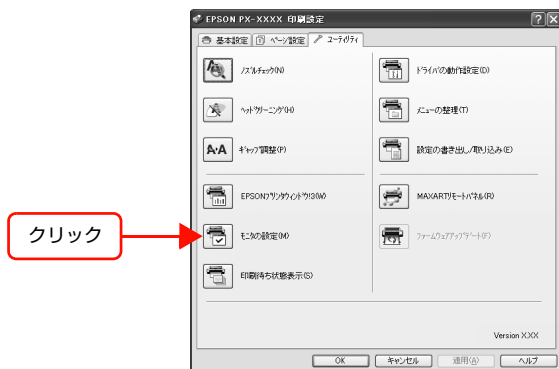 EPSON PX-XXXX 印刷設定
基本設定 ページ設定 ユーティリティ
ノズルチェック(N)
ドライバの動作設定(D)
ヘッドクリーニング(H)
メニューの整理(T)
ギャップ調整(P)
設定の書き出し/取り込み(E)
EPSONプリンタウィンドウ!3(W)
MAXARTリモートパネル(R)
クリック
モニタの設定(M)
ファームウェアアップデート(F)
印刷待ち状態表示(S)
Version X.XX
OK キャンセル 適用(A) ヘルプ